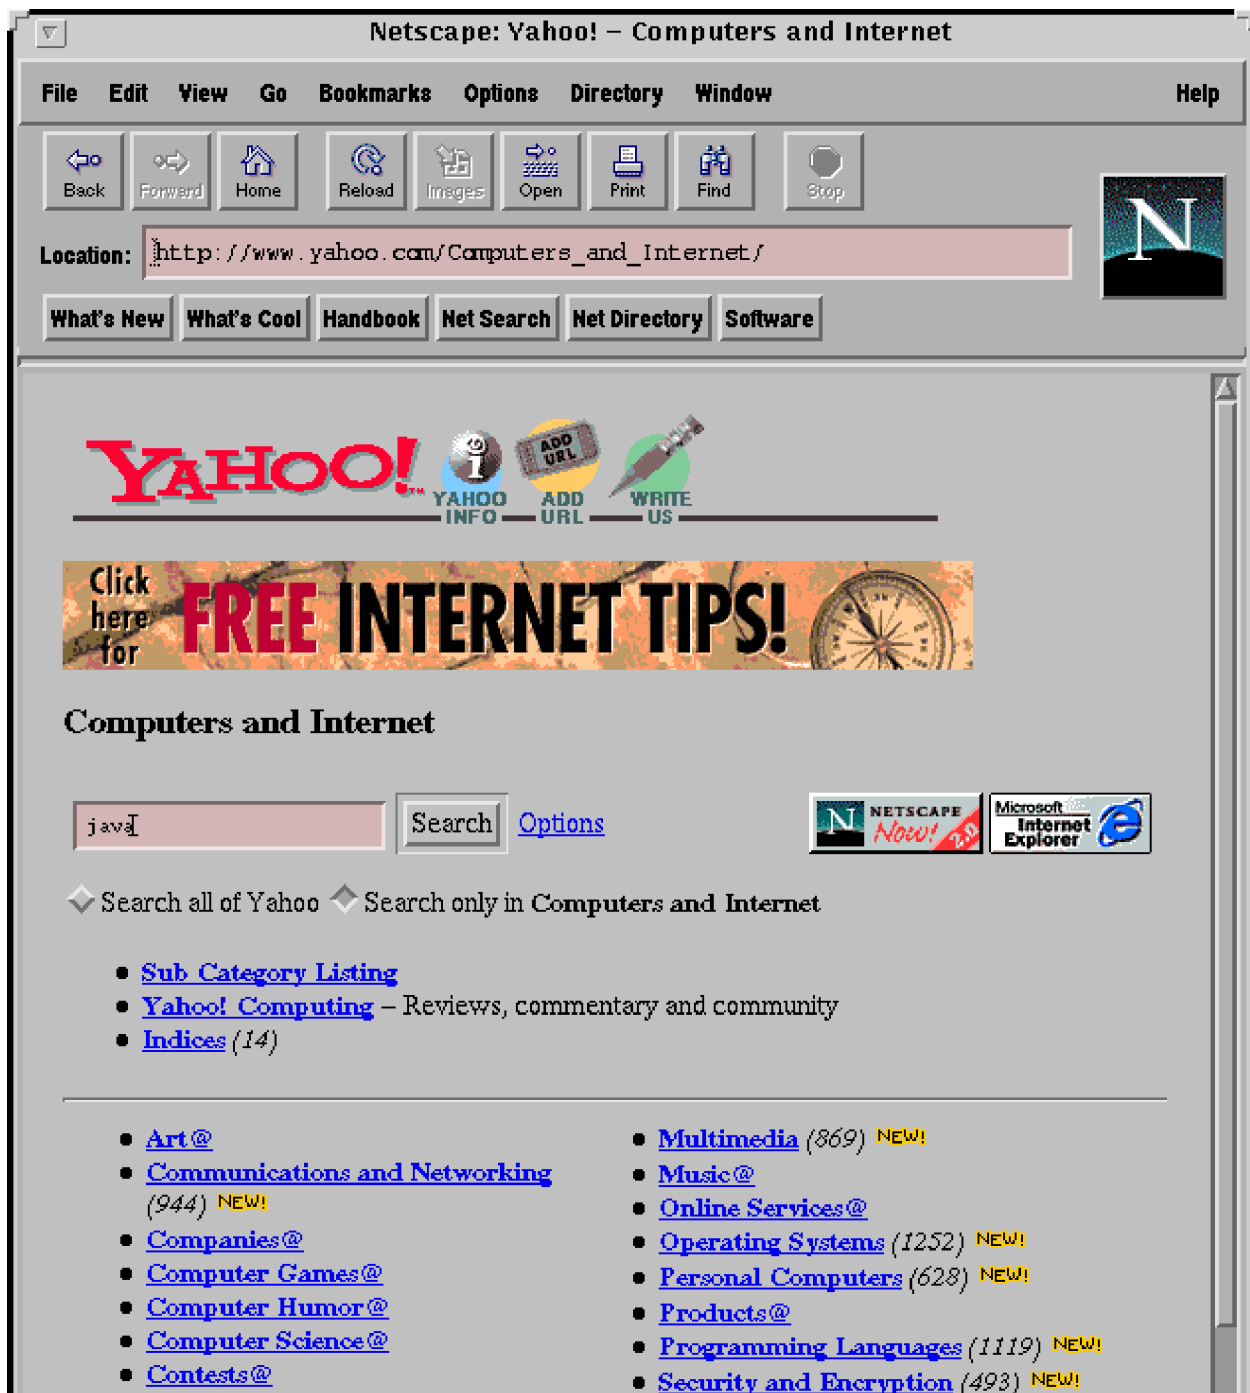 Netscape: Yahoo! – Computers and Internet
File Edit View Go Bookmarks Options Directory Window Help
Back Forward Home Reload Images Open Print Find Stop
Location: http://www.yahoo.com/Computers_and_Internet/
N
What's New What's Cool Handbook Net Search Net Directory Software
YAHOO!™
i
ADD URL
YAHOO INFO ADD URL WRITE US
Click here for FREE INTERNET TIPS!
Computers and Internet
java Search Options
N NETSCAPE Now! 2.0
Microsoft Internet Explorer
Search all of Yahoo Search only in Computers and Internet
Sub Category Listing
Yahoo! Computing – Reviews, commentary and community
Indices (14)
Art@
Communications and Networking
(944) NEW!
Companies@
Computer Games@
Computer Humor@
Computer Science@
Contests@
Multimedia (869) NEW!
Music@
Online Services@
Operating Systems (1252) NEW!
Personal Computers (628) NEW!
Products@
Programming Languages (1119) NEW!
Security and Encryption (493) NEW!